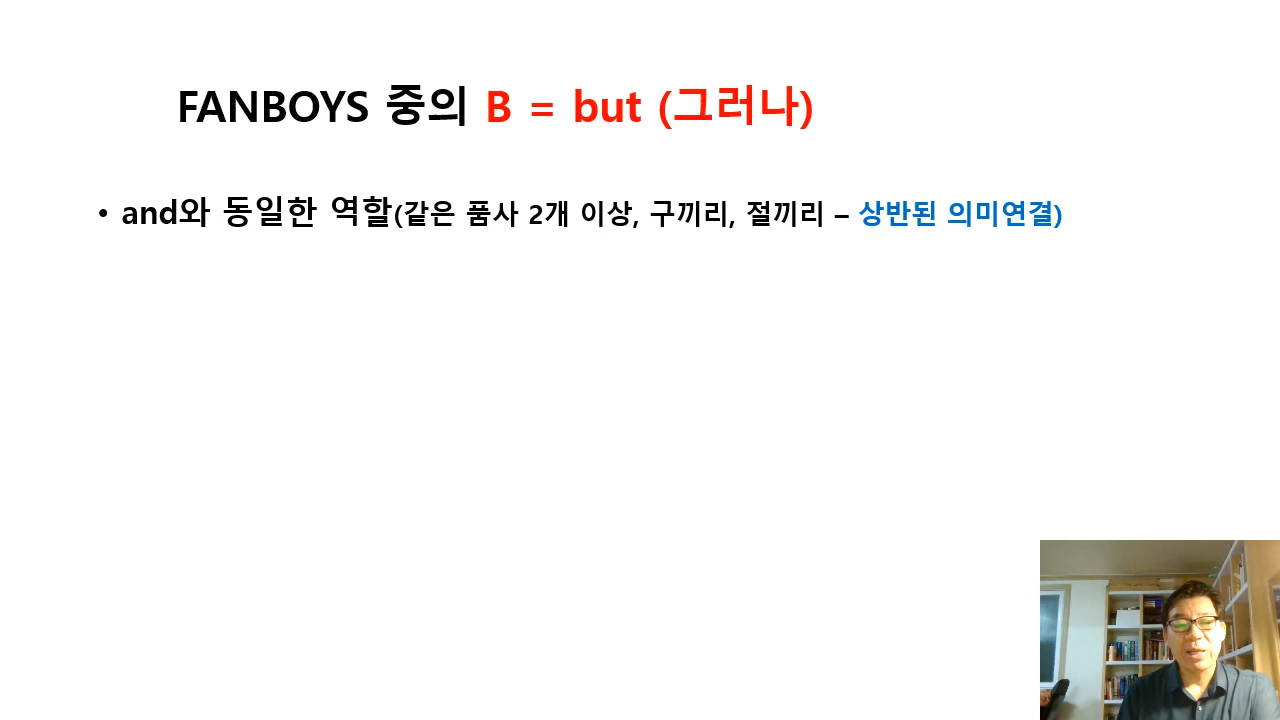 FANBOYS 중의 B = but (그러나)
• and와 동일한 역할(같은 품사 2개 이상, 구끼리, 절끼리 – 상반된 의미연결)